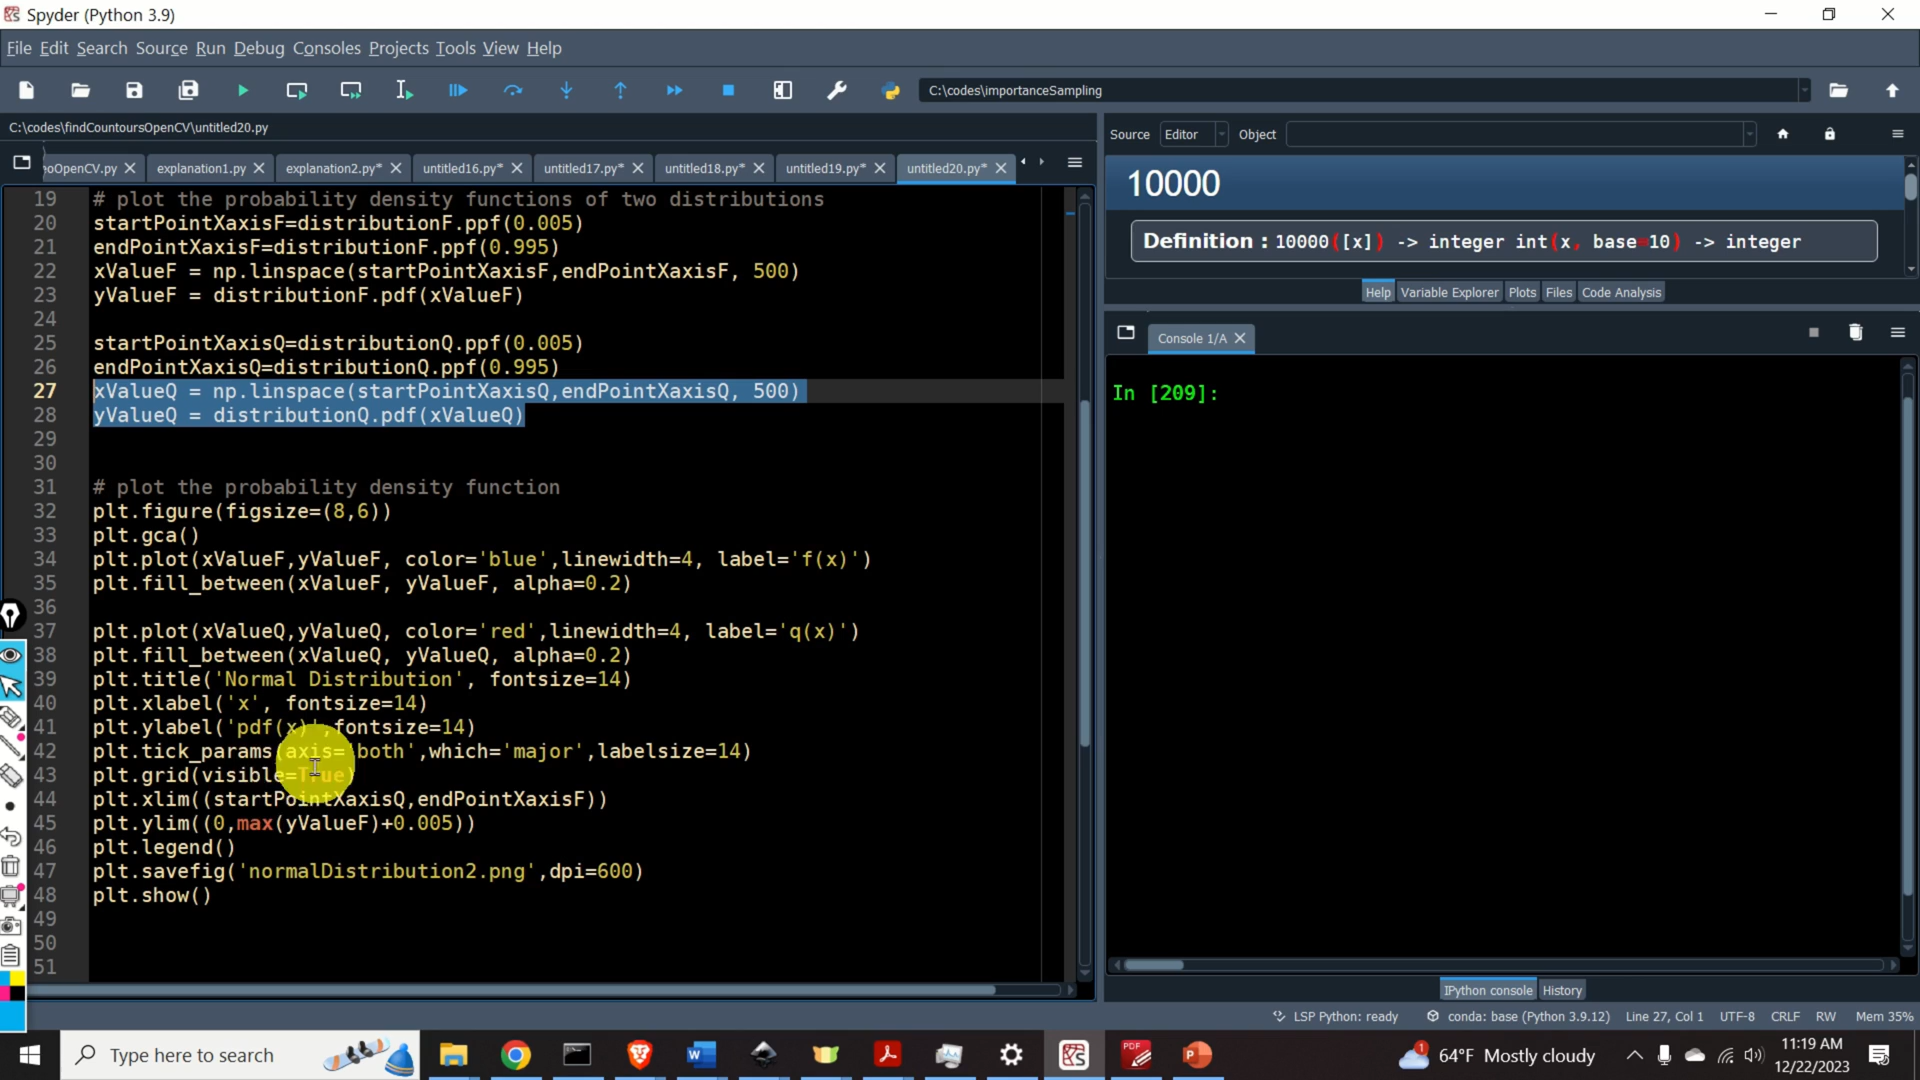 Spyder (Python 3.9)
File Edit Search Source Run Debug Consoles Projects Tools View Help
C:\codes\importanceSampling
C:\codes\findCountoursOpenCV\untitled20.py
Source Editor Object
noOpenCV.py explanation1.py explanation2.py* untitled16.py* untitled17.py* untitled18.py* untitled19.py* untitled20.py*
10000
Definition : 10000([x]) -> integer int(x, base=10) -> integer
Help Variable Explorer Plots Files Code Analysis
Console 1/A
In [209]:
19 # plot the probability density functions of two distributions
20 startPointXaxisF=distributionF.ppf(0.005)
21 endPointXaxisF=distributionF.ppf(0.995)
22 xValueF = np.linspace(startPointXaxisF,endPointXaxisF, 500)
23 yValueF = distributionF.pdf(xValueF)
24
25 startPointXaxisQ=distributionQ.ppf(0.005)
26 endPointXaxisQ=distributionQ.ppf(0.995)
27 xValueQ = np.linspace(startPointXaxisQ,endPointXaxisQ, 500)
28 yValueQ = distributionQ.pdf(xValueQ)
29
30
31 # plot the probability density function
32 plt.figure(figsize=(8,6))
33 plt.gca()
34 plt.plot(xValueF,yValueF, color='blue',linewidth=4, label='f(x)')
35 plt.fill_between(xValueF, yValueF, alpha=0.2)
36
37 plt.plot(xValueQ,yValueQ, color='red',linewidth=4, label='q(x)')
38 plt.fill_between(xValueQ, yValueQ, alpha=0.2)
39 plt.title('Normal Distribution', fontsize=14)
40 plt.xlabel('x', fontsize=14)
41 plt.ylabel('pdf(x)',fontsize=14)
42 plt.tick_params(axis='both',which='major',labelsize=14)
43 plt.grid(visible=True)
44 plt.xlim((startPointXaxisQ,endPointXaxisF))
45 plt.ylim((0,max(yValueF)+0.005))
46 plt.legend()
47 plt.savefig('normalDistribution2.png',dpi=600)
48 plt.show()
49
50
51
IPython console History
LSP Python: ready conda: base (Python 3.9.12) Line 27, Col 1 UTF-8 CRLF RW Mem 35%
Type here to search
PDF
P
1
64°F Mostly cloudy
11:19 AM
12/22/2023